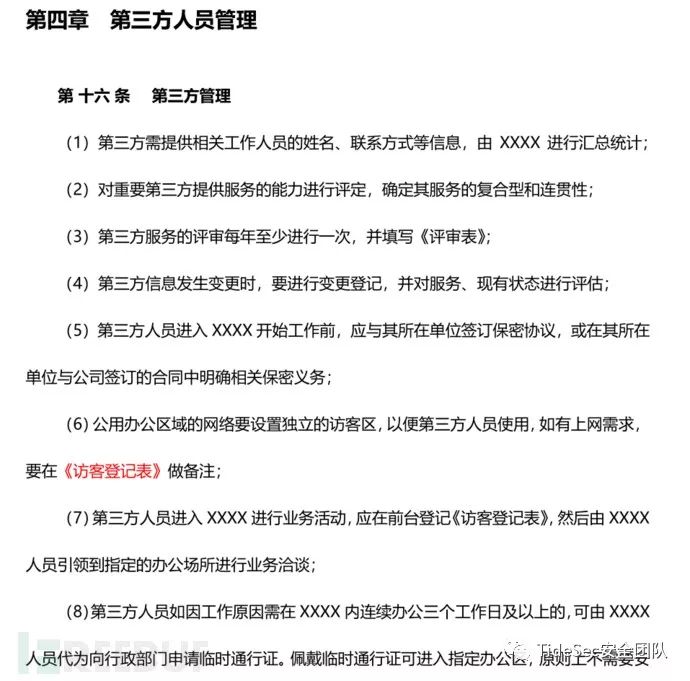 第四章 第三方人员管理
第十六条 第三方管理
（1）第三方需提供相关工作人员的姓名、联系方式等信息，由 XXXX 进行汇总统计；
（2）对重要第三方提供服务的能力进行评定，确定其服务的复合型和连贯性；
（3）第三方服务的评审每年至少进行一次，并填写《评审表》；
（4）第三方信息发生变更时，要进行变更登记，并对服务、现有状态进行评估；
（5）第三方人员进入 XXXX 开始工作前，应与其所在单位签订保密协议，或在其所在
单位与公司签订的合同中明确相关保密义务；
（6）公用办公区域的网络要设置独立的访客区，以便第三方人员使用，如有上网需求，
要在《访客登记表》做备注；
（7）第三方人员进入 XXXX 进行业务活动，应在前台登记《访客登记表》，然后由 XXXX
人员引领到指定的办公场所进行业务洽谈；
（8）第三方人员如因工作原因需在 XXXX 内连续办公三个工作日及以上的，可由 XXXX
人员代为向行政部门申请临时通行证。佩戴临时通行证可进入指定办公区，原则上不需要安
REEBUF
TideSec安全团队